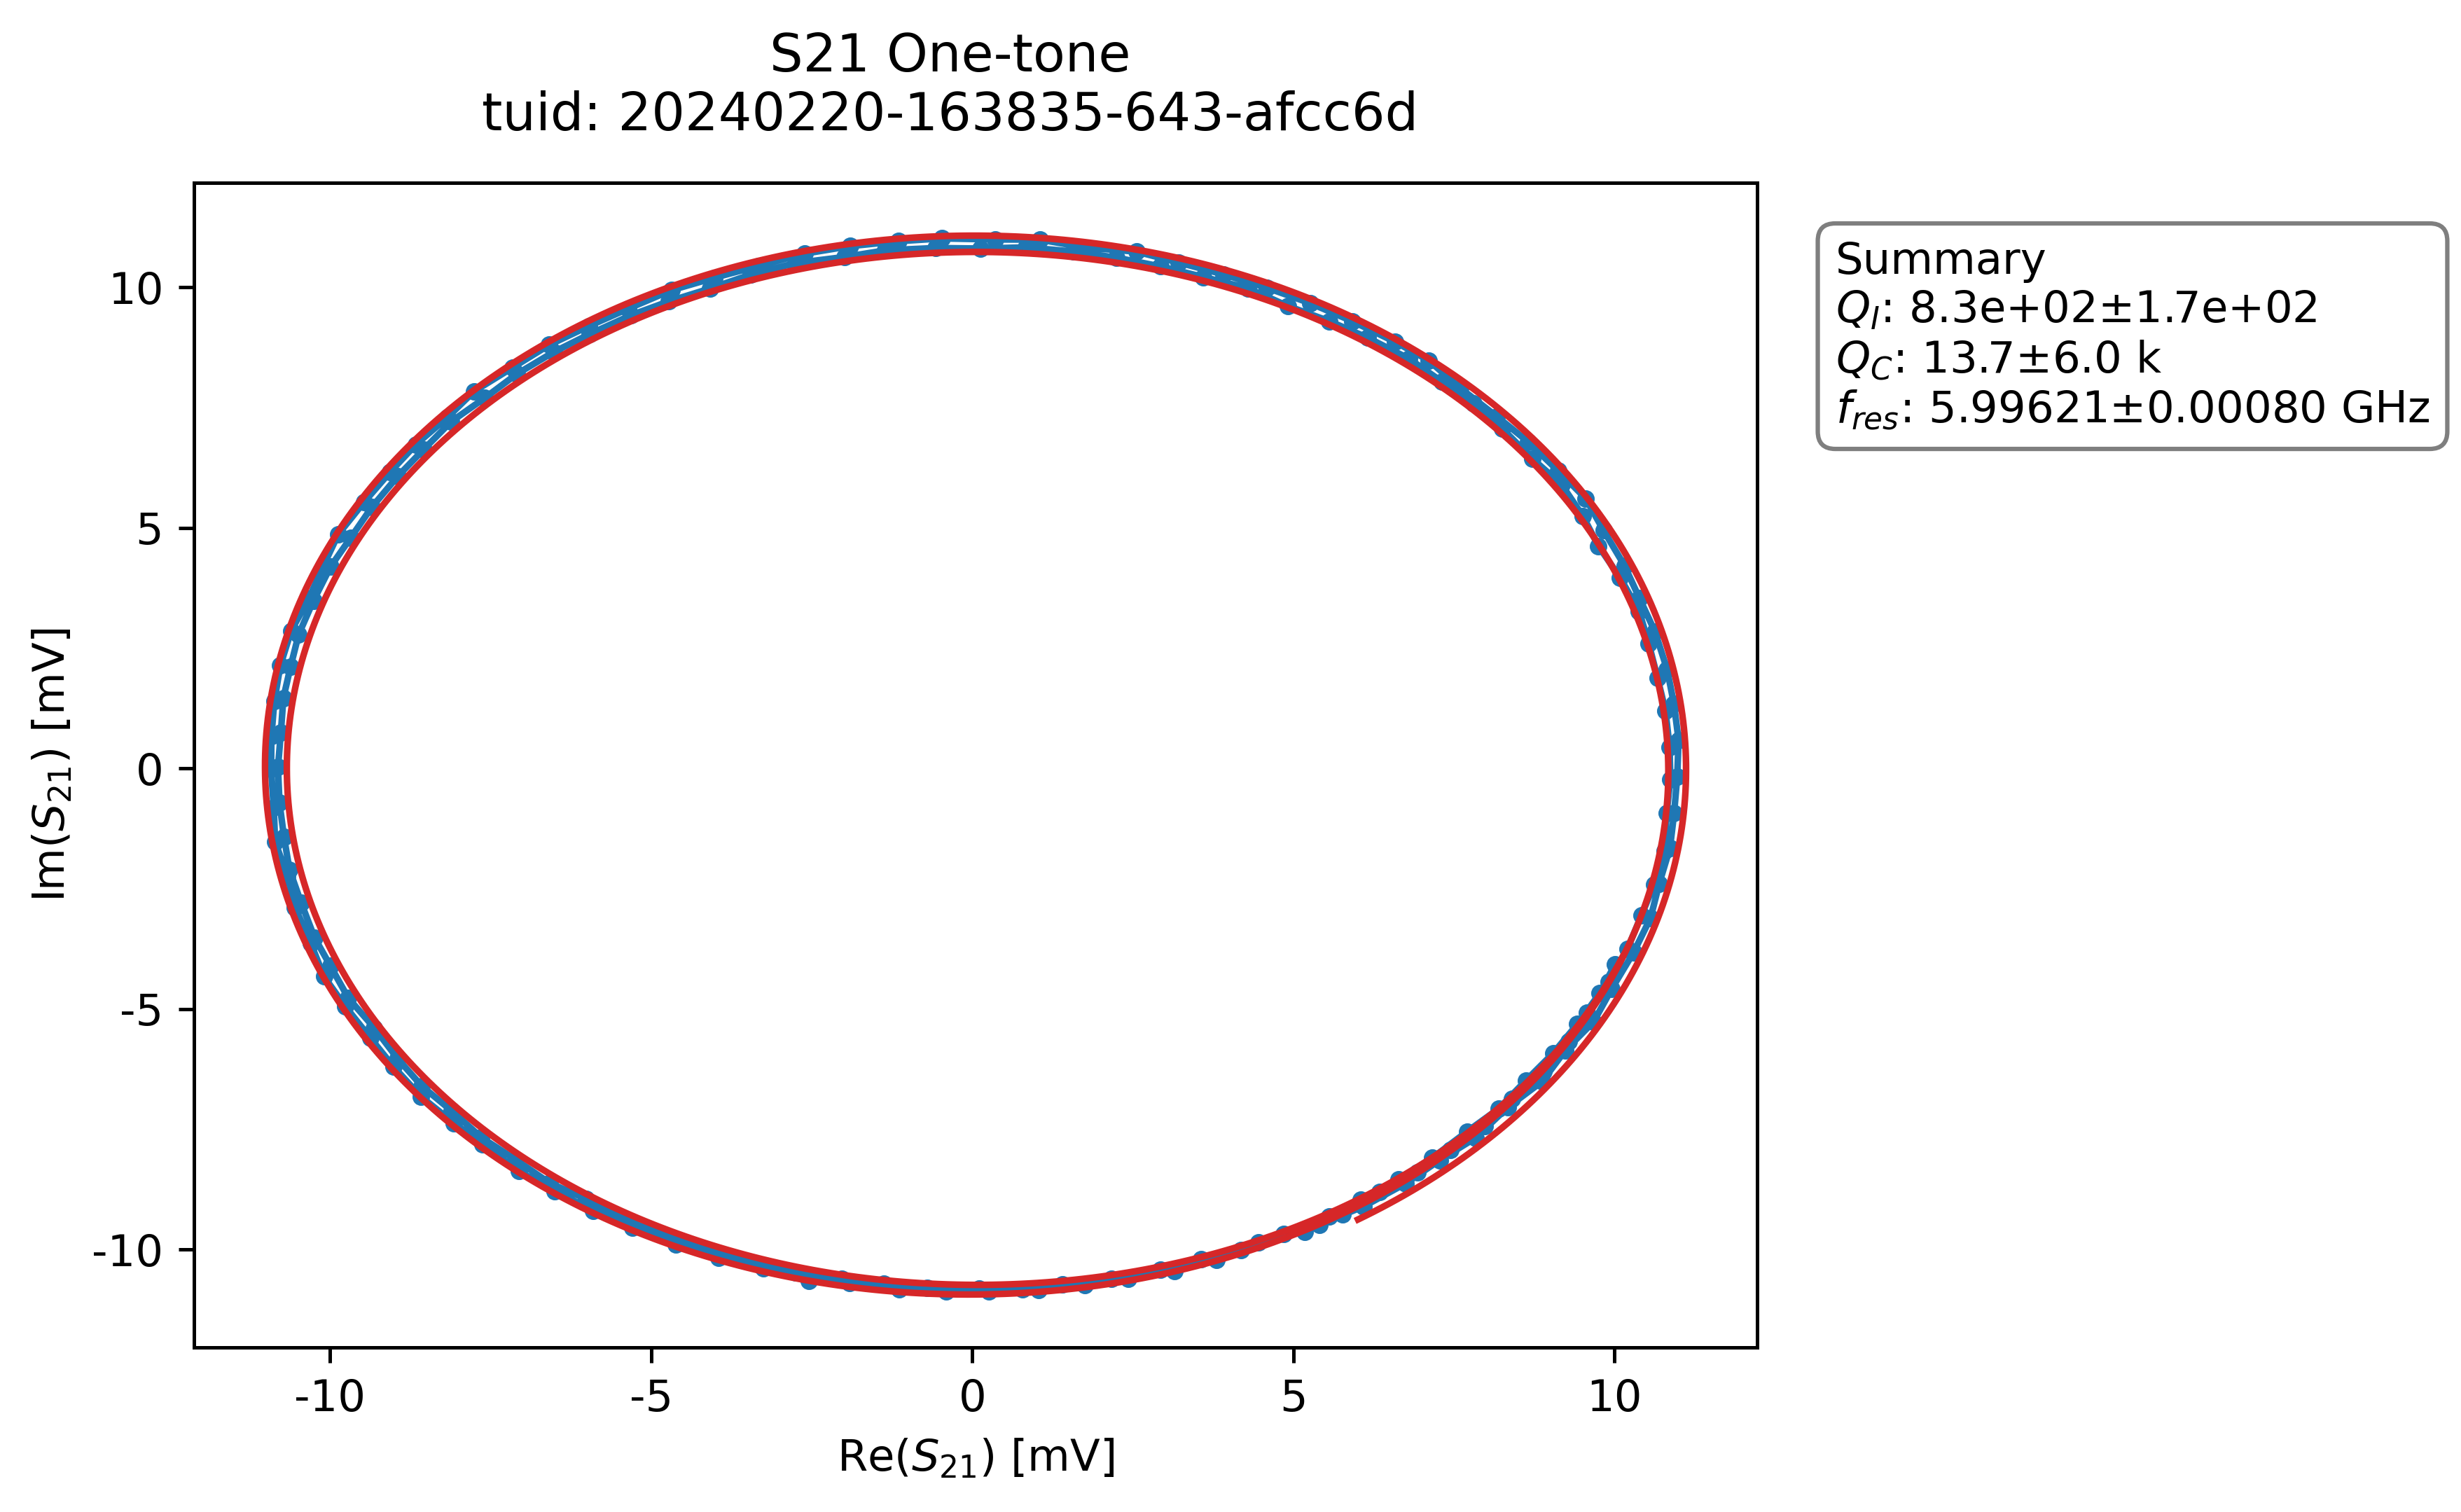 S21 One-tone
tuid: 20240220-163835-643-afcc6d
Summary
Q_I: 8.3e+02±1.7e+02
Q_C: 13.7±6.0 k
f_res: 5.99621±0.00080 GHz
10
5
0
-5
-10
Im(S_21) [mV]
-10 -5 0 5 10
Re(S_21) [mV]